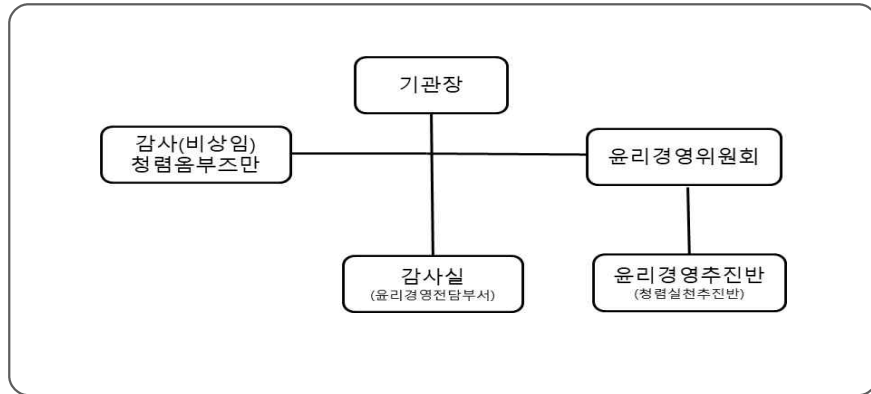 기관장
감사(비상임)
청렴옴부즈만
윤리경영위원회
감사실
(윤리경영전담부서)
윤리경영추진반
(청렴실천추진반)